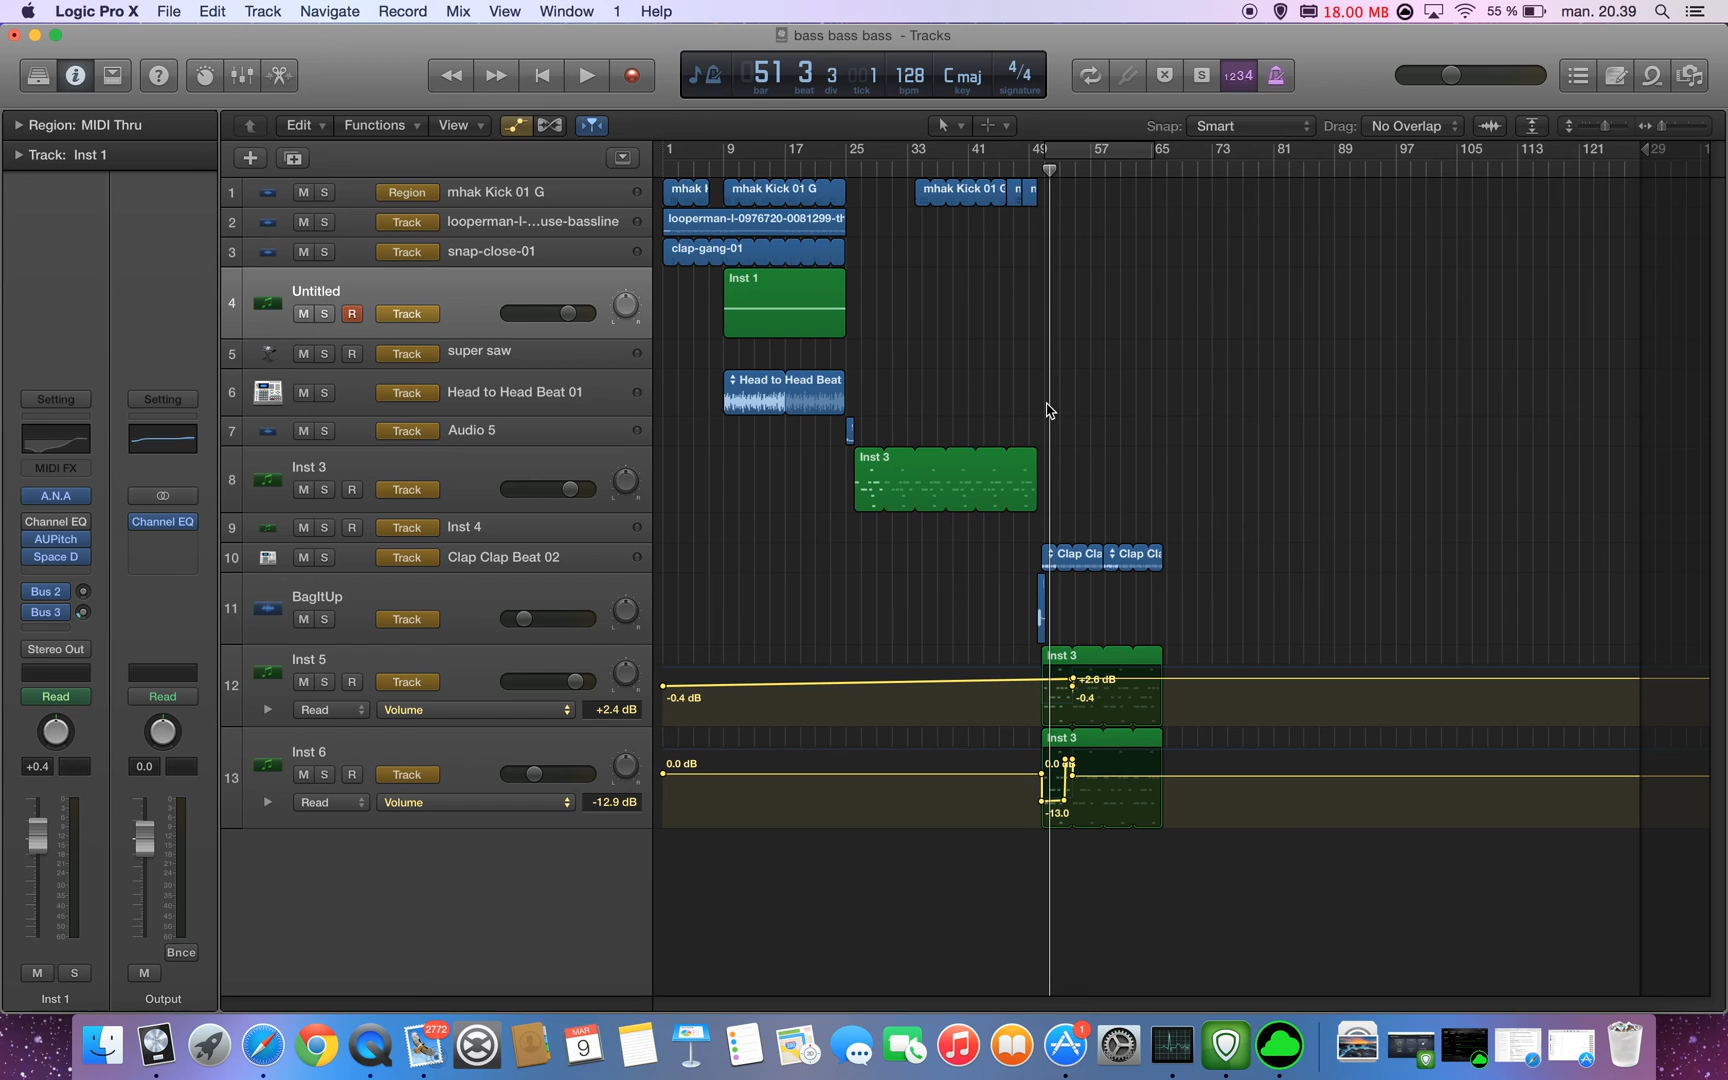 Logic Pro X File Edit Track Navigate Record Mix View Window 1 Help 18.00 MB 55 % man. 20.39
bass bass bass - Tracks
51 3 3 1 128 C maj 4/4
bar beat div tick bpm key signature
S 1234
Region: MIDI Thru
Edit Functions View Snap: Smart Drag: No Overlap
Track: Inst 1
1 9 17 25 33 41 49 57 65 73 81 89 97 105 113 121 129
1 M S Region mhak Kick 01 G
mhak mhak Kick 01 G mhak Kick 01 G
2 M S Track looperman-l-...use-bassline
looperman-l-0976720-0081299-th
3 M S Track snap-close-01
clap-gang-01
4 Untitled
M S R Track L R
Inst 1
5 M S R Track super saw
6 M S Track Head to Head Beat 01
Head to Head Beat
7 M S Track Audio 5
8 Inst 3
M S R Track L R
Inst 3
9 M S R Track Inst 4
10 M S Track Clap Clap Beat 02
Clap Cla Clap Cla
11 BagItUp
M S Track L R
12 Inst 5
M S R Track L R
Read Volume +2.4 dB
Inst 3
+2.6 dB
-0.4 dB -0.4
13 Inst 6
M S R Track L R
Read Volume -12.9 dB
Inst 3
0.0 dB 0.0
-13.0
Setting Setting
MIDI FX
A.N.A
Channel EQ Channel EQ
AUPitch
Space D
Bus 2
Bus 3
Stereo Out
Read Read
+0.4 0.0
Bnce
M S M
Inst 1 Output
2772
MAR
9
30
1